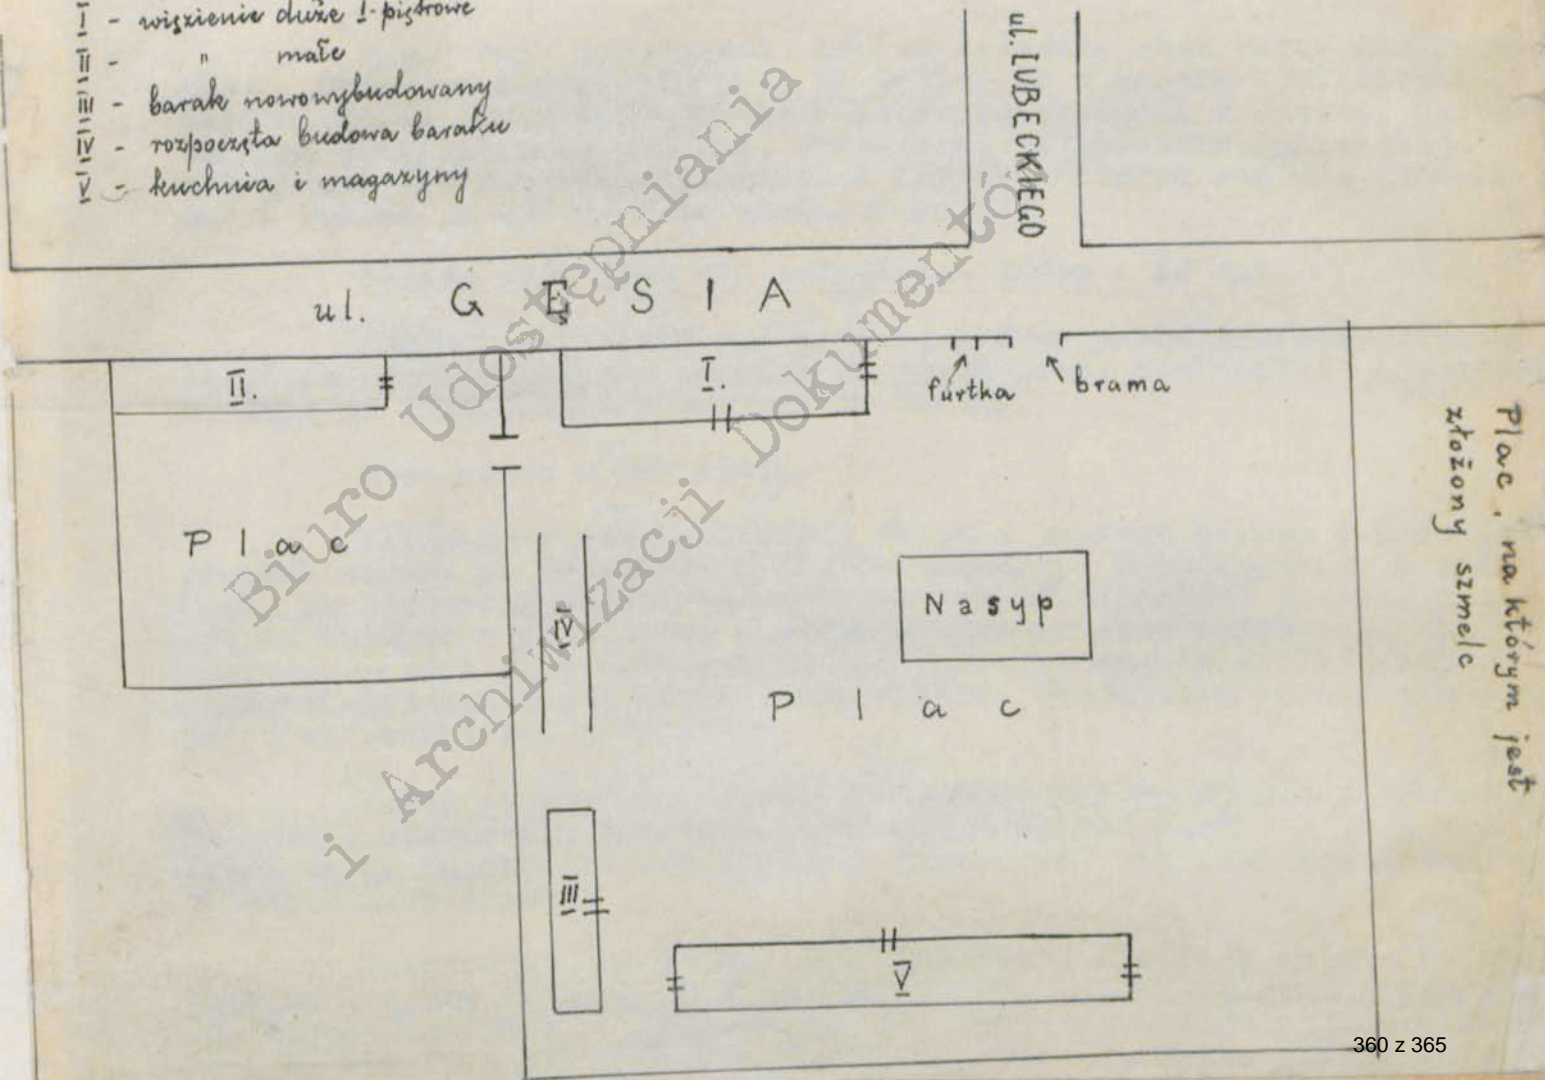 I - więzienie duże I-piętrowe
II - " małe
III - barak nowowybudowany
IV - rozpoczęta budowa baraku
V - kuchnia i magazyny
ul. LUBECKIEGO
ul. GĘSIA
II.
I.
furtka
brama
Plac, na którym jest
złożony szmelc
Plac
IV
Nasyp
Plac
III
V
Biuro Udostępniania
i Archiwizacji Dokumentów
360 z 365